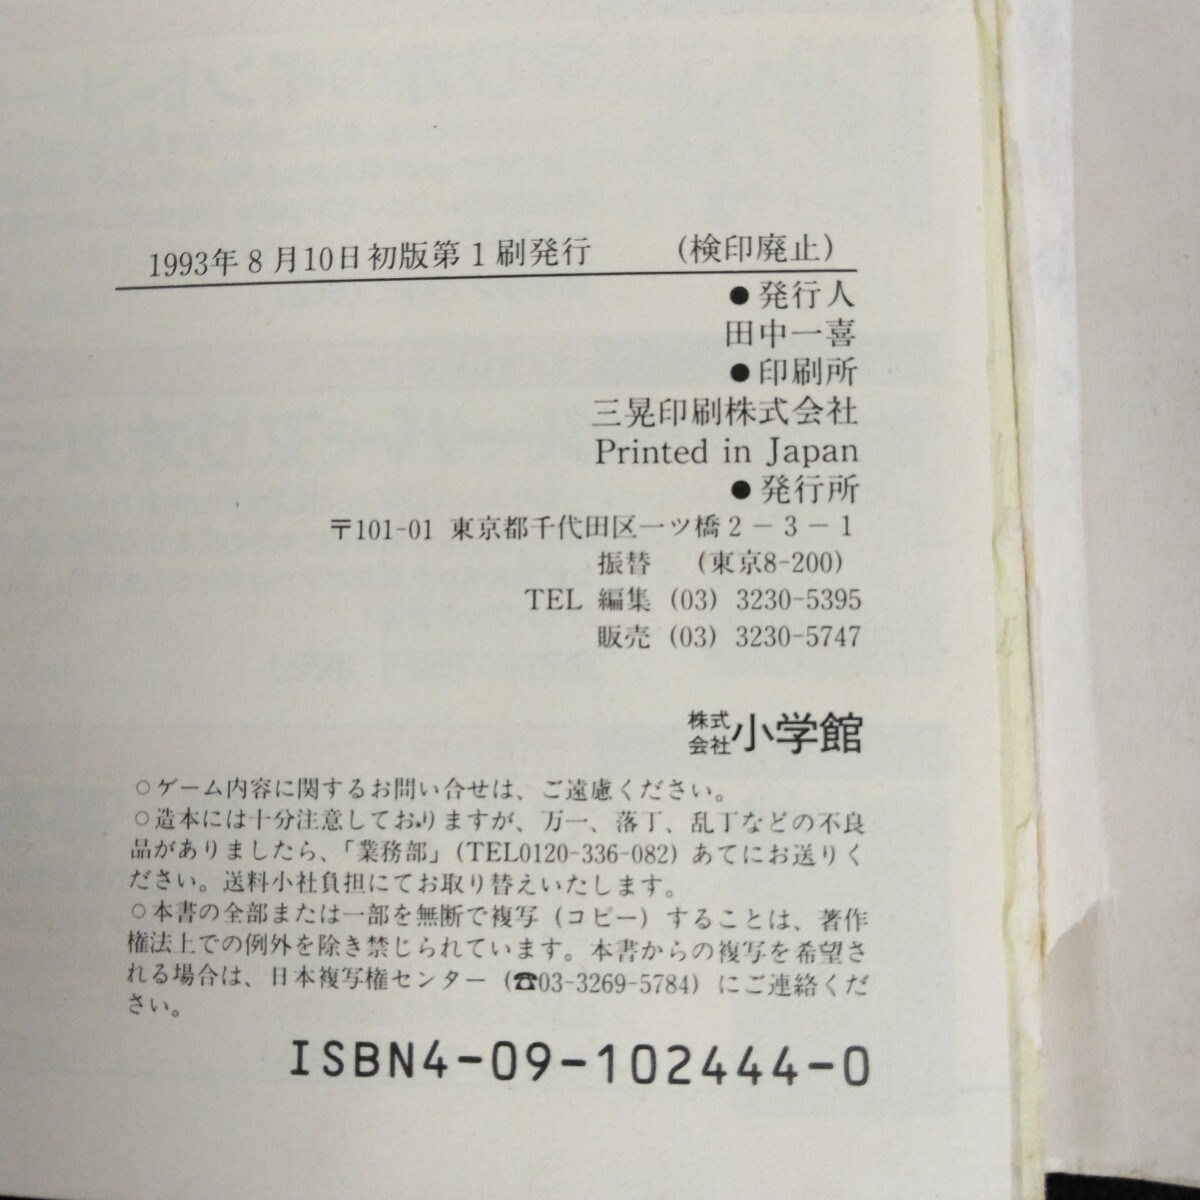 1993年8月10日初版第1刷発行　　（検印廃止）
●発行人
田中一喜
●印刷所
三晃印刷株式会社
Printed in Japan
●発行所
〒101-01 東京都千代田区一ツ橋2－3－1
振替　（東京8-200）
TEL 編集 (03) 3230-5395
販売 (03) 3230-5747
株式会社小学館
○ゲーム内容に関するお問い合せは、ご遠慮ください。
○造本には十分注意しておりますが、万一、落丁、乱丁などの不良
品がありましたら、「業務部」（TEL0120-336-082）あてにお送りく
ださい。送料小社負担にてお取り替えいたします。
○本書の全部または一部を無断で複写（コピー）することは、著作
権法上での例外を除き禁じられています。本書からの複写を希望さ
れる場合は、日本複写権センター（☎03-3269-5784）にご連絡くだ
さい。
ISBN4-09-102444-0